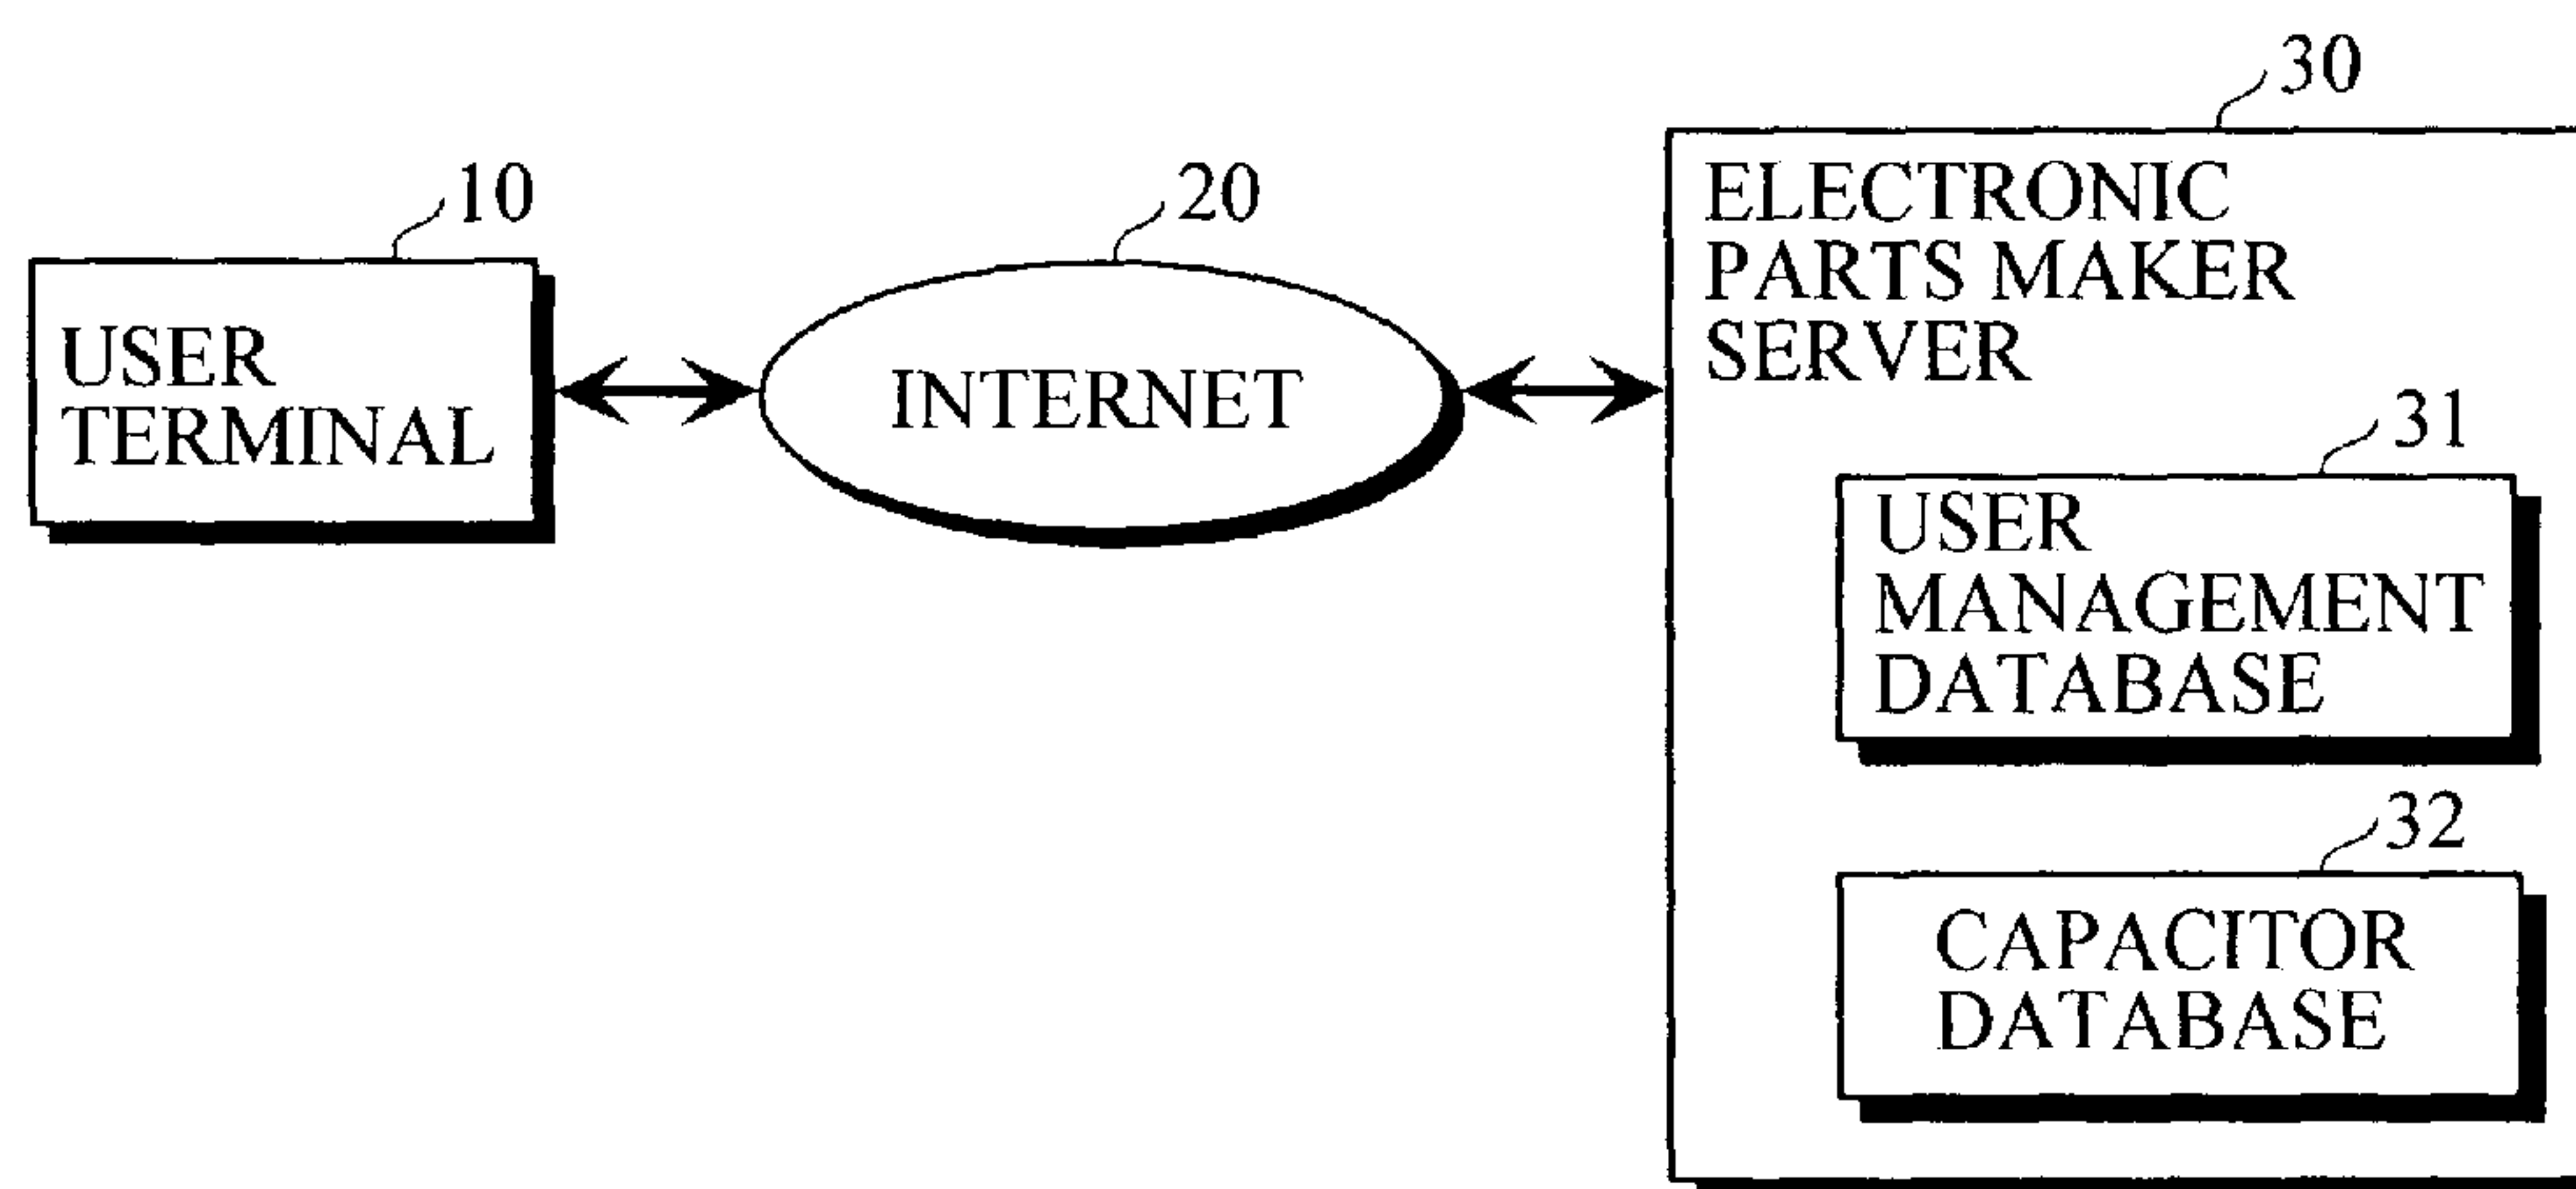 10
USER
TERMINAL
20
INTERNET
30
ELECTRONIC
PARTS MAKER
SERVER
31
USER
MANAGEMENT
DATABASE
32
CAPACITOR
DATABASE